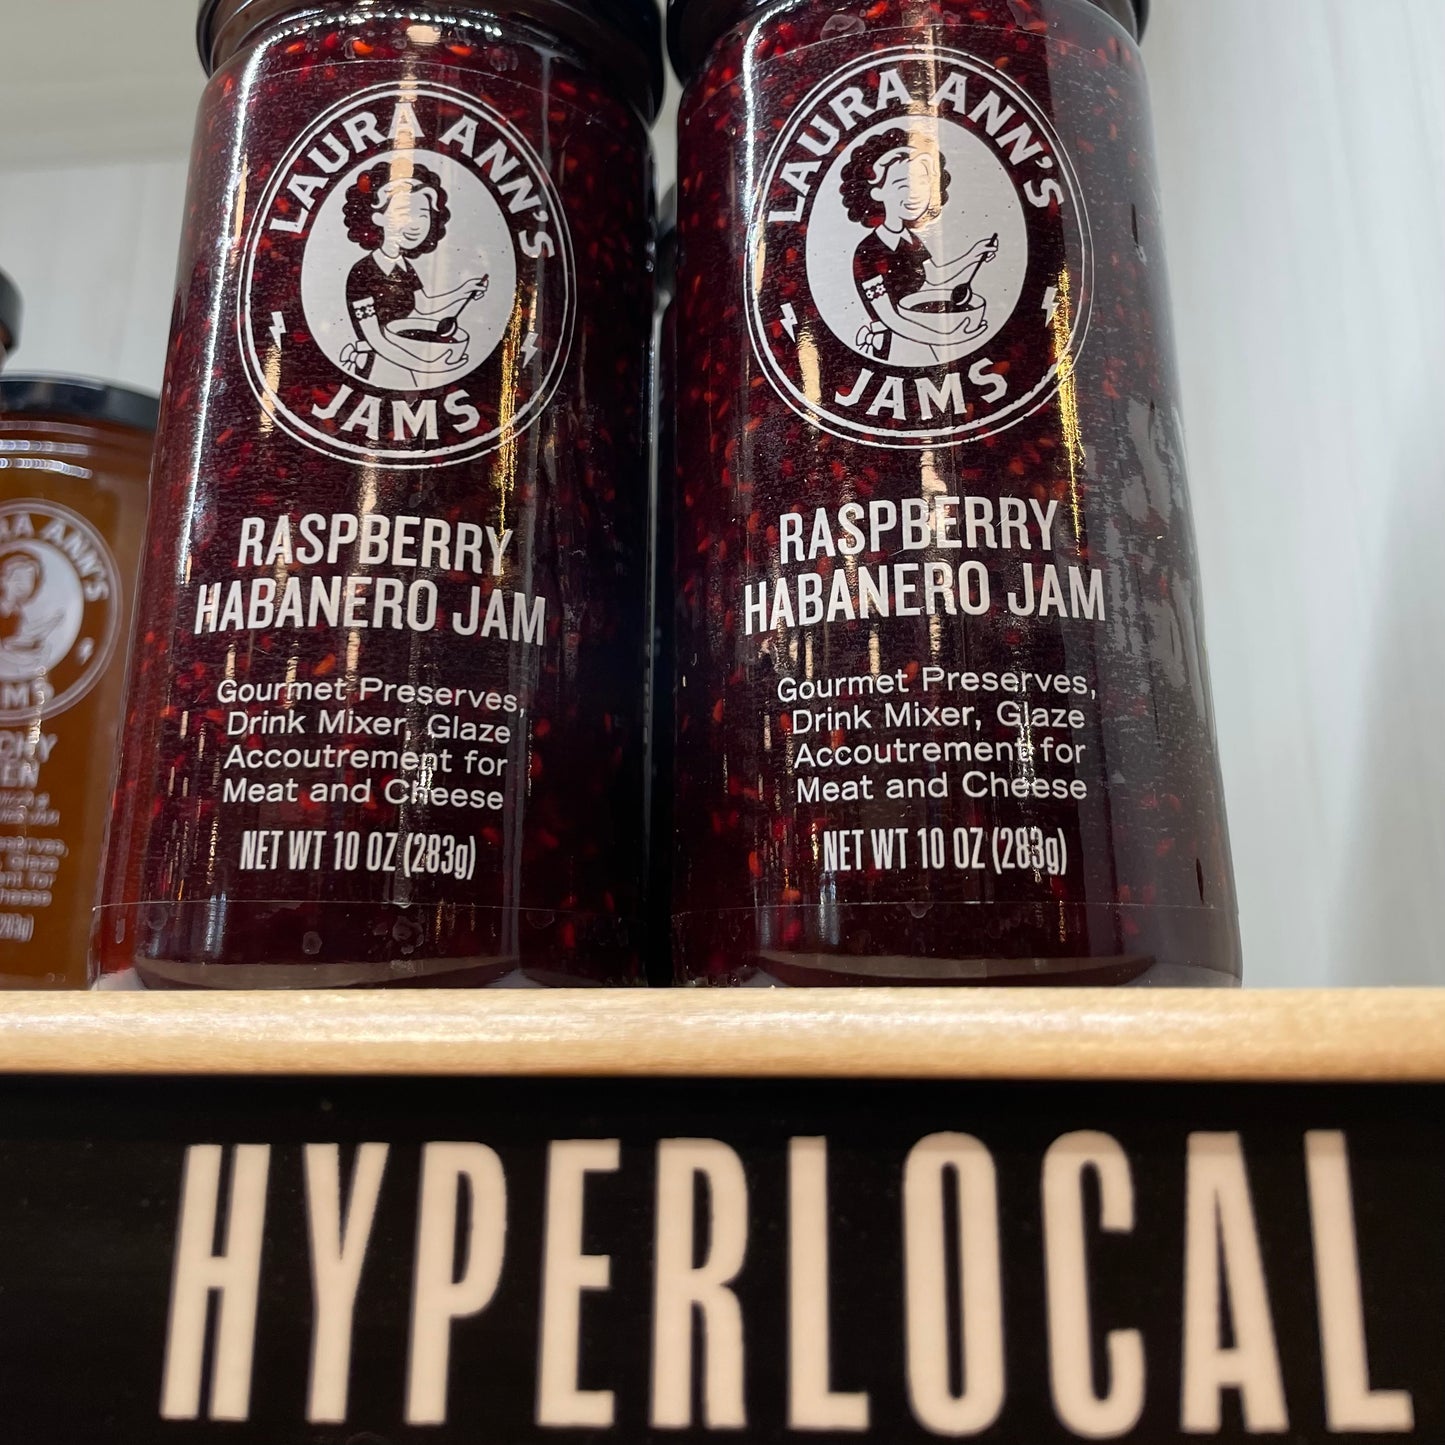 LAURA ANN'S
JAMS
RASPBERRY
HABANERO JAM
Gourmet Preserves,
Drink Mixer, Glaze
Accoutrement for
Meat and Cheese
NET WT 10 OZ (283g)
LAURA ANN'S
JAMS
RASPBERRY
HABANERO JAM
Gourmet Preserves,
Drink Mixer, Glaze
Accoutrement for
Meat and Cheese
NET WT 10 OZ (283g)
ANN'S
HYPERLOCAL